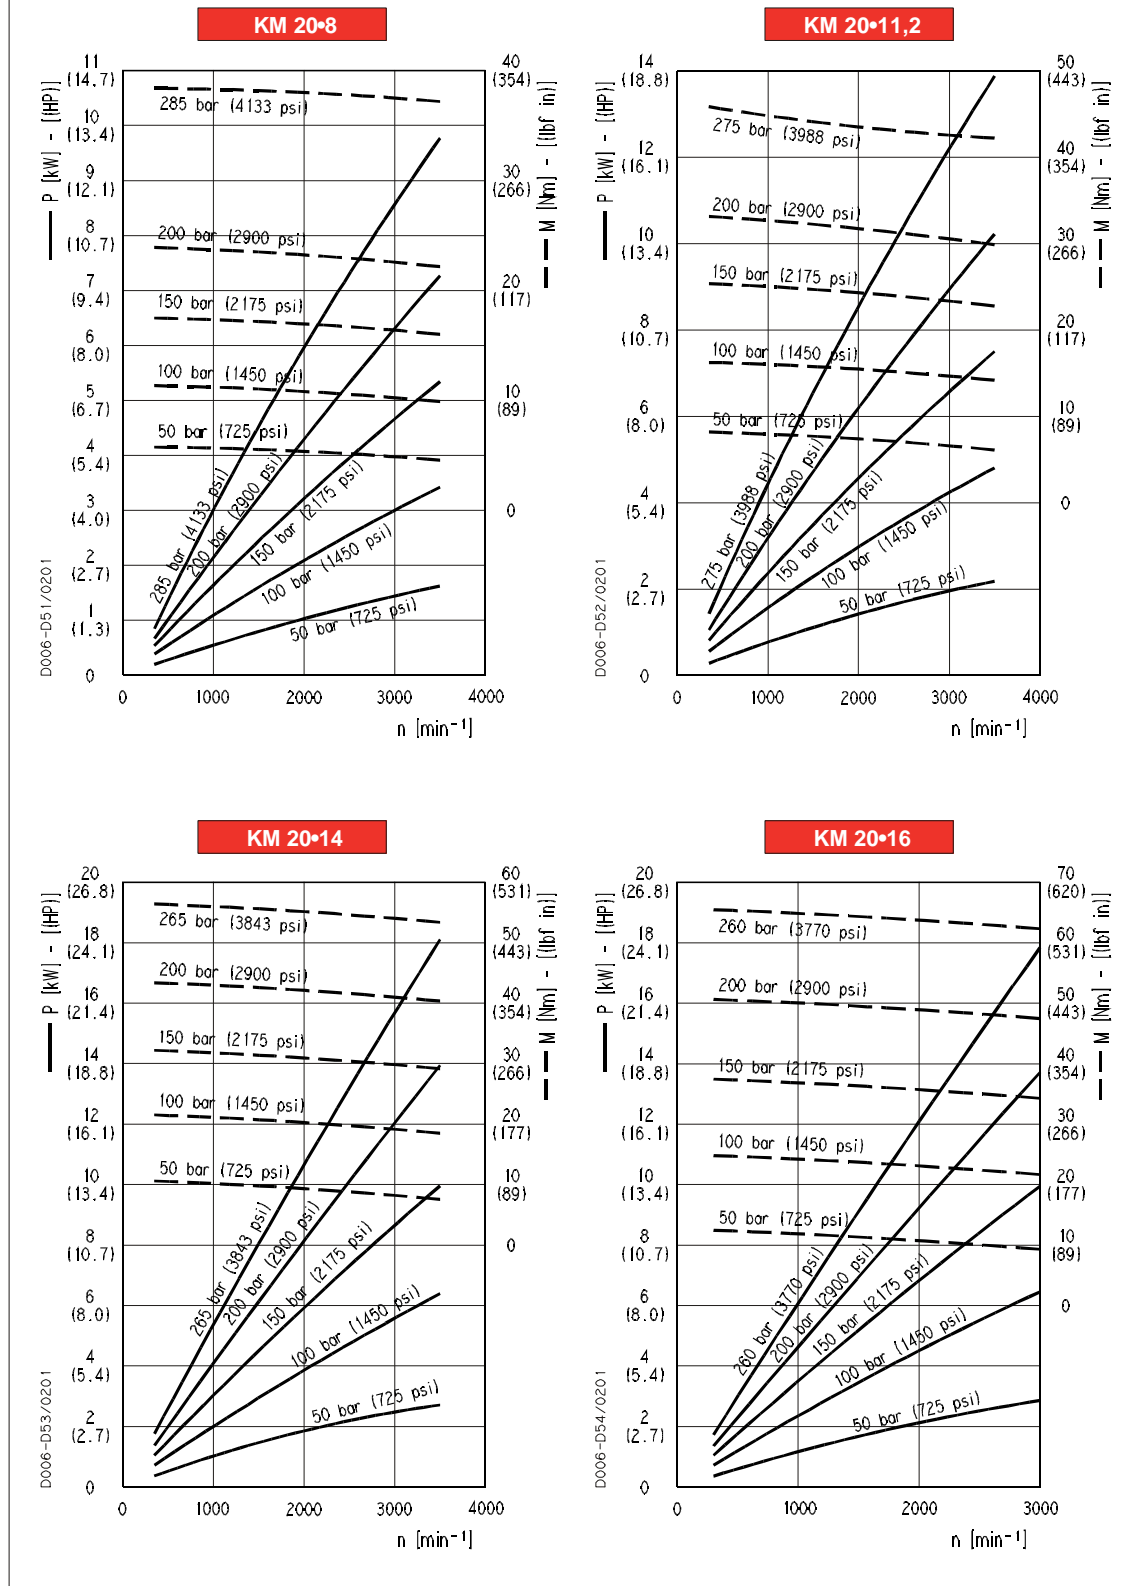 KM 20•8
P [kW] - [(HP)]
11
(14.7)
10
(13.4)
9
(12.1)
8
(10.7)
7
(9.4)
6
(8.0)
5
(6.7)
4
(5.4)
3
(4.0)
2
(2.7)
1
(1.3)
0
285 bar (4133 psi)
200 bar (2900 psi)
150 bar (2175 psi)
100 bar (1450 psi)
50 bar (725 psi)
285 bar (4133 psi)
200 bar (2900 psi)
150 bar (2175 psi)
100 bar (1450 psi)
50 bar (725 psi)
40
(354)
30
(266)
20
(117)
10
(89)
0
M [Nm] - [(lbf in)]
0 1000 2000 3000 4000
n [min⁻¹]
D006-D51/0201
KM 20•11,2
P [kW] - [(HP)]
14
(18.8)
12
(16.1)
10
(13.4)
8
(10.7)
6
(8.0)
4
(5.4)
2
(2.7)
0
275 bar (3988 psi)
200 bar (2900 psi)
150 bar (2175 psi)
100 bar (1450 psi)
50 bar (725 psi)
275 bar (3988 psi)
200 bar (2900 psi)
150 bar (2175 psi)
100 bar (1450 psi)
50 bar (725 psi)
50
(443)
40
(354)
30
(266)
20
(117)
10
(89)
0
M [Nm] - [(lbf in)]
0 1000 2000 3000 4000
n [min⁻¹]
D006-D52/0201
KM 20•14
P [kW] - [(HP)]
20
(26.8)
18
(24.1)
16
(21.4)
14
(18.8)
12
(16.1)
10
(13.4)
8
(10.7)
6
(8.0)
4
(5.4)
2
(2.7)
0
265 bar (3843 psi)
200 bar (2900 psi)
150 bar (2175 psi)
100 bar (1450 psi)
50 bar (725 psi)
265 bar (3843 psi)
200 bar (2900 psi)
150 bar (2175 psi)
100 bar (1450 psi)
50 bar (725 psi)
60
(531)
50
(443)
40
(354)
30
(266)
20
(177)
10
(89)
0
M [Nm] - [(lbf in)]
0 1000 2000 3000 4000
n [min⁻¹]
D006-D53/0201
KM 20•16
P [kW] - [(HP)]
20
(26.8)
18
(24.1)
16
(21.4)
14
(18.8)
12
(16.1)
10
(13.4)
8
(10.7)
6
(8.0)
4
(5.4)
2
(2.7)
0
260 bar (3770 psi)
200 bar (2900 psi)
150 bar (2175 psi)
100 bar (1450 psi)
50 bar (725 psi)
260 bar (3770 psi)
200 bar (2900 psi)
150 bar (2175 psi)
100 bar (1450 psi)
50 bar (725 psi)
70
(620)
60
(531)
50
(443)
40
(354)
30
(266)
20
(177)
10
(89)
0
M [Nm] - [(lbf in)]
0 1000 2000 3000
n [min⁻¹]
D006-D54/0201